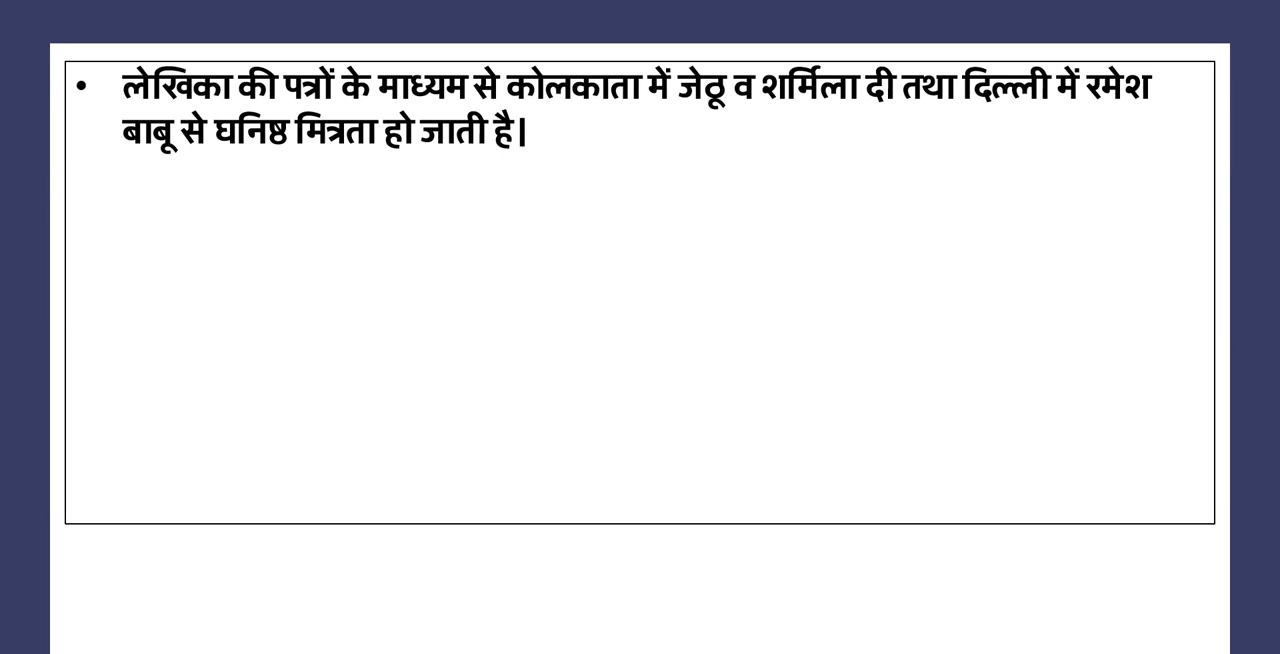 • लेखिका की पत्रों के माध्यम से कोलकाता में जेठू व शर्मिला दी तथा दिल्ली में रमेश
बाबू से घनिष्ठ मित्रता हो जाती है।